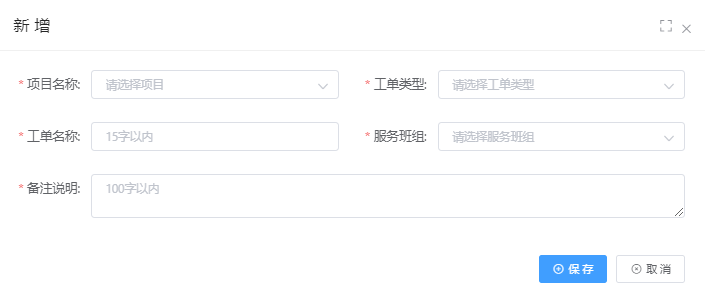 新 增
* 项目名称: 请选择项目 * 工单类型: 请选择工单类型
* 工单名称: 15字以内 * 服务班组: 请选择服务班组
* 备注说明: 100字以内
保存 取消